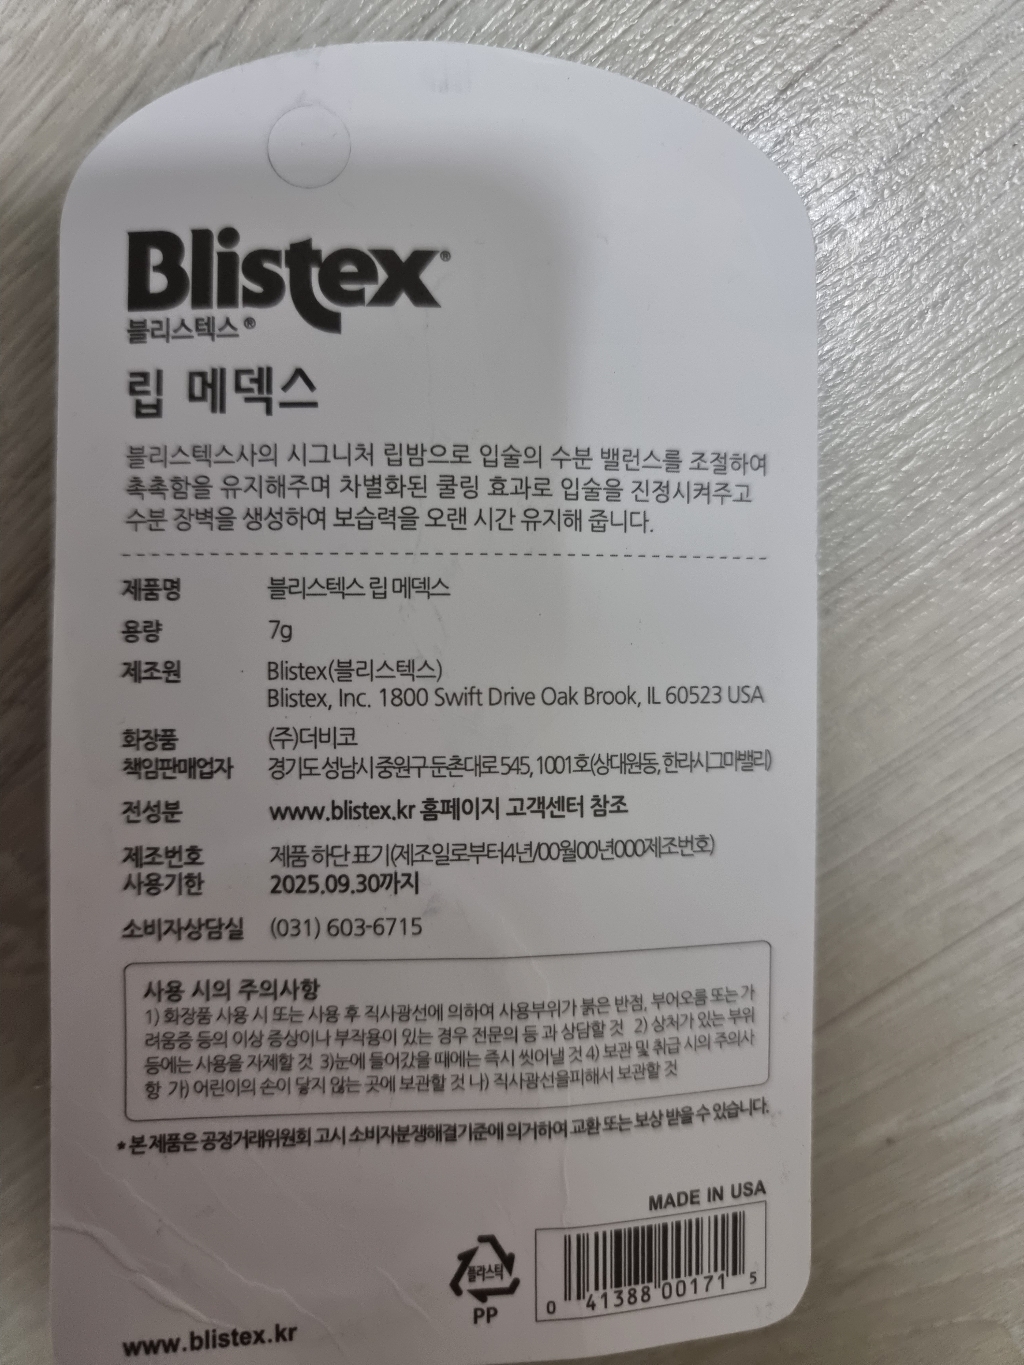 Blistex®
블리스텍스®
립 메덱스
블리스텍스사의 시그니처 립밤으로 입술의 수분 밸런스를 조절하여
촉촉함을 유지해주며 차별화된 쿨링 효과로 입술을 진정시켜주고
수분 장벽을 생성하여 보습력을 오랜 시간 유지해 줍니다.
제품명 블리스텍스 립 메덱스
용량 7g
제조원 Blistex(블리스텍스)
Blistex, Inc. 1800 Swift Drive Oak Brook, IL 60523 USA
화장품 (주)더비코
책임판매업자 경기도 성남시 중원구 둔촌대로 545, 1001호(상대원동, 한라시그마밸리)
전성분 www.blistex.kr 홈페이지 고객센터 참조
제조번호 제품 하단 표기(제조일로부터4년/00월00년000제조번호)
사용기한 2025.09.30까지
소비자상담실 (031) 603-6715
사용 시의 주의사항
1) 화장품 사용 시 또는 사용 후 직사광선에 의하여 사용부위가 붉은 반점, 부어오름 또는 가
려움증 등의 이상 증상이나 부작용이 있는 경우 전문의 등 과 상담할 것 2) 상처가 있는 부위
등에는 사용을 자제할 것 3)눈에 들어갔을 때에는 즉시 씻어낼 것 4) 보관 및 취급 시의 주의사
항 가) 어린이의 손이 닿지 않는 곳에 보관할 것 나) 직사광선을피해서 보관할 것
* 본 제품은 공정거래위원회 고시 소비자분쟁해결기준에 의거하여 교환 또는 보상 받을 수 있습니다.
MADE IN USA
플라스틱
PP
0 41388 00171 5
www.blistex.kr